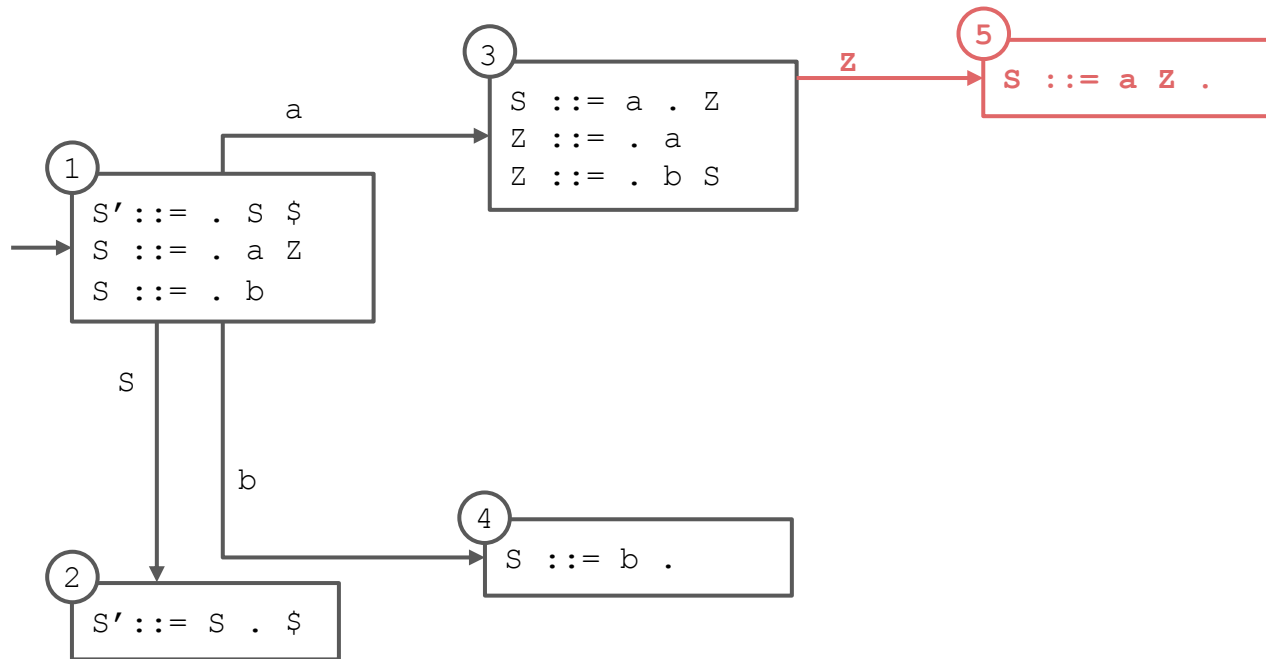 5
3
Z
S ::= a Z .
S ::= a . Z
a
Z ::= . a
1
Z ::= . b S
S’::= . S $
S ::= . a Z
S ::= . b
S
b
4
S ::= b .
2
S’::= S . $